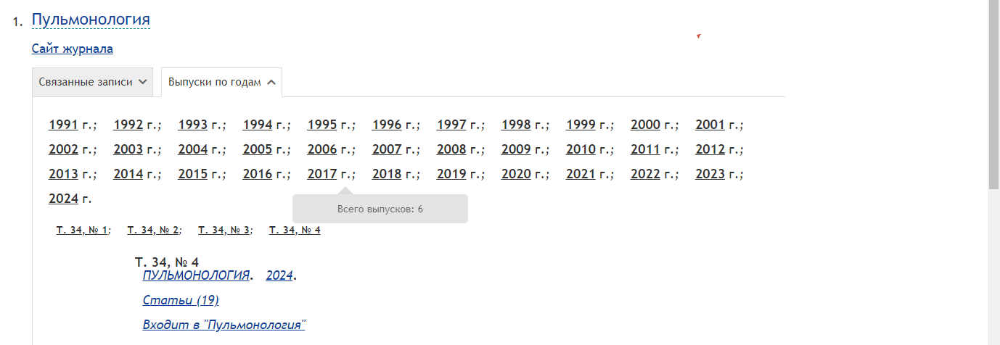 1. Пульмонология
Сайт журнала
Связанные записи Выпуски по годам
1991 г.; 1992 г.; 1993 г.; 1994 г.; 1995 г.; 1996 г.; 1997 г.; 1998 г.; 1999 г.; 2000 г.; 2001 г.;
2002 г.; 2003 г.; 2004 г.; 2005 г.; 2006 г.; 2007 г.; 2008 г.; 2009 г.; 2010 г.; 2011 г.; 2012 г.;
2013 г.; 2014 г.; 2015 г.; 2016 г.; 2017 г.; 2018 г.; 2019 г.; 2020 г.; 2021 г.; 2022 г.; 2023 г.;
2024 г.
Всего выпусков: 6
Т. 34, № 1; Т. 34, № 2; Т. 34, № 3; Т. 34, № 4
Т. 34, № 4
ПУЛЬМОНОЛОГИЯ. 2024.
Статьи (19)
Входит в "Пульмонология"